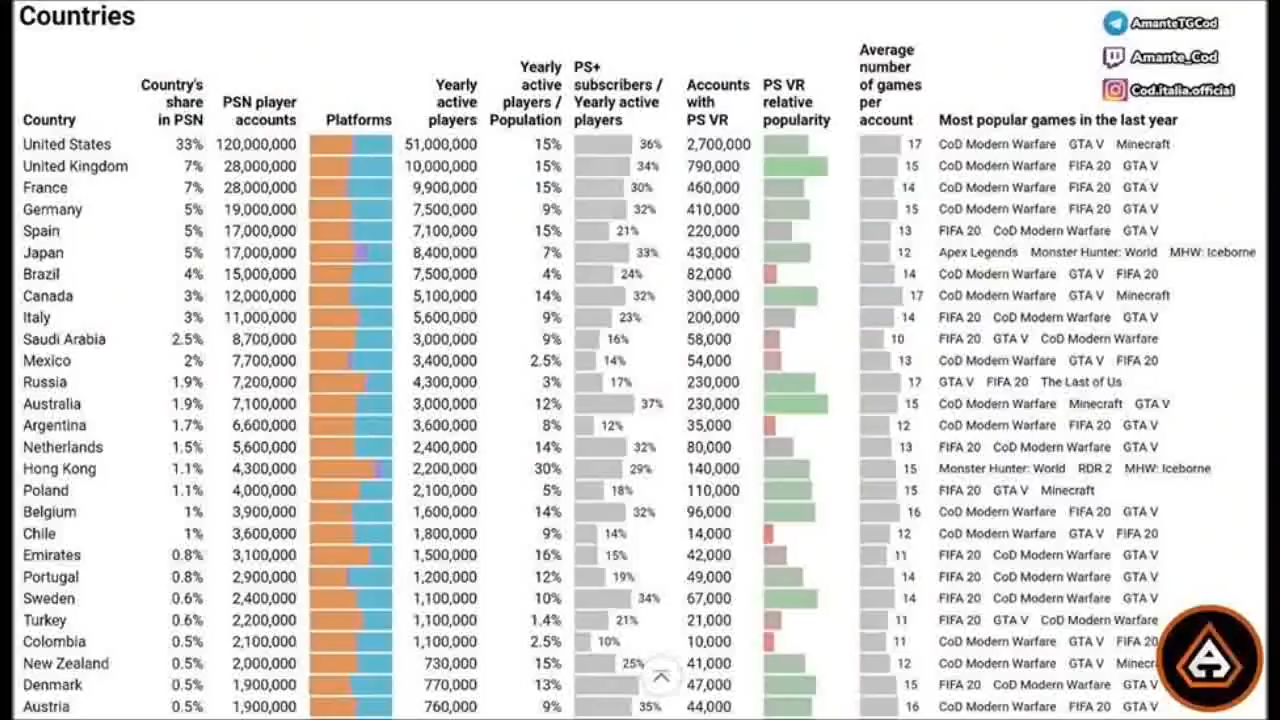 Countries
AmanteTGCod
Amante_Cod
Cod.italia.official
Country Country's share in PSN PSN player accounts Platforms Yearly active players Yearly active players / Population PS+ subscribers / Yearly active players Accounts with PS VR PS VR relative popularity Average number of games per account Most popular games in the last year
United States 33% 120,000,000 51,000,000 15% 36% 2,700,000 17 CoD Modern Warfare GTA V Minecraft
United Kingdom 7% 28,000,000 10,000,000 15% 34% 790,000 15 CoD Modern Warfare FIFA 20 GTA V
France 7% 28,000,000 9,900,000 15% 30% 460,000 14 CoD Modern Warfare FIFA 20 GTA V
Germany 5% 19,000,000 7,500,000 9% 32% 410,000 15 CoD Modern Warfare FIFA 20 GTA V
Spain 5% 17,000,000 7,100,000 15% 21% 220,000 13 FIFA 20 CoD Modern Warfare GTA V
Japan 5% 17,000,000 8,400,000 7% 33% 430,000 12 Apex Legends Monster Hunter: World MHW: Iceborne
Brazil 4% 15,000,000 7,500,000 4% 24% 82,000 14 CoD Modern Warfare GTA V FIFA 20
Canada 3% 12,000,000 5,100,000 14% 32% 300,000 17 CoD Modern Warfare GTA V Minecraft
Italy 3% 11,000,000 5,600,000 9% 23% 200,000 14 FIFA 20 CoD Modern Warfare GTA V
Saudi Arabia 2.5% 8,700,000 3,000,000 9% 16% 58,000 10 FIFA 20 GTA V CoD Modern Warfare
Mexico 2% 7,700,000 3,400,000 2.5% 14% 54,000 13 CoD Modern Warfare GTA V FIFA 20
Russia 1.9% 7,200,000 4,300,000 3% 17% 230,000 17 GTA V FIFA 20 The Last of Us
Australia 1.9% 7,100,000 3,000,000 12% 37% 230,000 15 CoD Modern Warfare Minecraft GTA V
Argentina 1.7% 6,600,000 3,600,000 8% 12% 35,000 12 FIFA 20 CoD Modern Warfare GTA V
Netherlands 1.5% 5,600,000 2,400,000 14% 32% 80,000 13 FIFA 20 CoD Modern Warfare GTA V
Hong Kong 1.1% 4,300,000 2,200,000 30% 29% 140,000 15 Monster Hunter: World RDR 2 MHW: Iceborne
Poland 1.1% 4,000,000 2,100,000 5% 18% 110,000 15 FIFA 20 GTA V Minecraft
Belgium 1% 3,900,000 1,600,000 14% 32% 96,000 16 CoD Modern Warfare FIFA 20 GTA V
Chile 1% 3,600,000 1,800,000 9% 14% 14,000 12 CoD Modern Warfare GTA V FIFA 20
Emirates 0.8% 3,100,000 1,500,000 16% 15% 42,000 11 FIFA 20 CoD Modern Warfare GTA V
Portugal 0.8% 2,900,000 1,200,000 12% 19% 49,000 14 FIFA 20 CoD Modern Warfare GTA V
Sweden 0.6% 2,400,000 1,100,000 10% 34% 67,000 14 FIFA 20 CoD Modern Warfare GTA V
Turkey 0.6% 2,200,000 1,100,000 1.4% 21% 21,000 11 FIFA 20 GTA V CoD Modern Warfare
Colombia 0.5% 2,100,000 1,100,000 2.5% 10% 10,000 11 CoD Modern Warfare GTA V FIFA 20
New Zealand 0.5% 2,000,000 730,000 15% 25% 41,000 12 CoD Modern Warfare GTA V
Denmark 0.5% 1,900,000 770,000 13% 47,000 15 FIFA 20 CoD Modern Warfare GTA V
Austria 0.5% 1,900,000 760,000 9% 35% 44,000 16 CoD Modern Warfare FIFA 20 GTA V